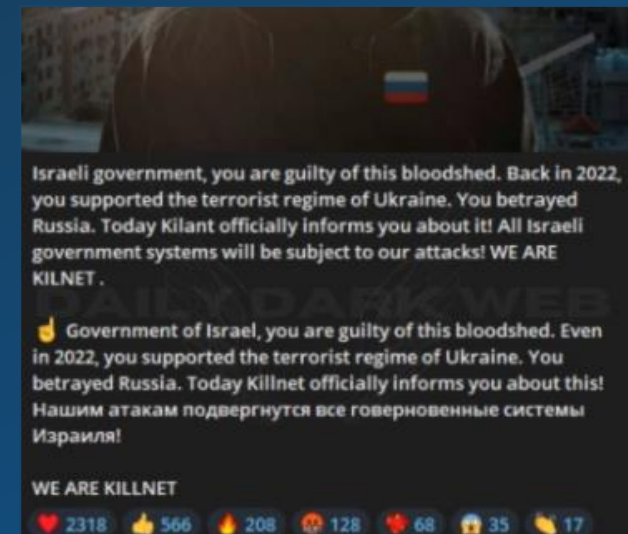 Israeli government, you are guilty of this bloodshed. Back in 2022,
you supported the terrorist regime of Ukraine. You betrayed
Russia. Today Kilant officially informs you about it! All Israeli
government systems will be subject to our attacks! WE ARE
KILNET .
DAILY DARK WEB
☝ Government of Israel, you are guilty of this bloodshed. Even
in 2022, you supported the terrorist regime of Ukraine. You
betrayed Russia. Today Killnet officially informs you about this!
Нашим атакам подвергнутся все говерновенные системы
Израиля!
WE ARE KILLNET
❤ 2318 👍 566 🔥 208 🤬 128 ❤‍🔥 68 😱 35 👏 17